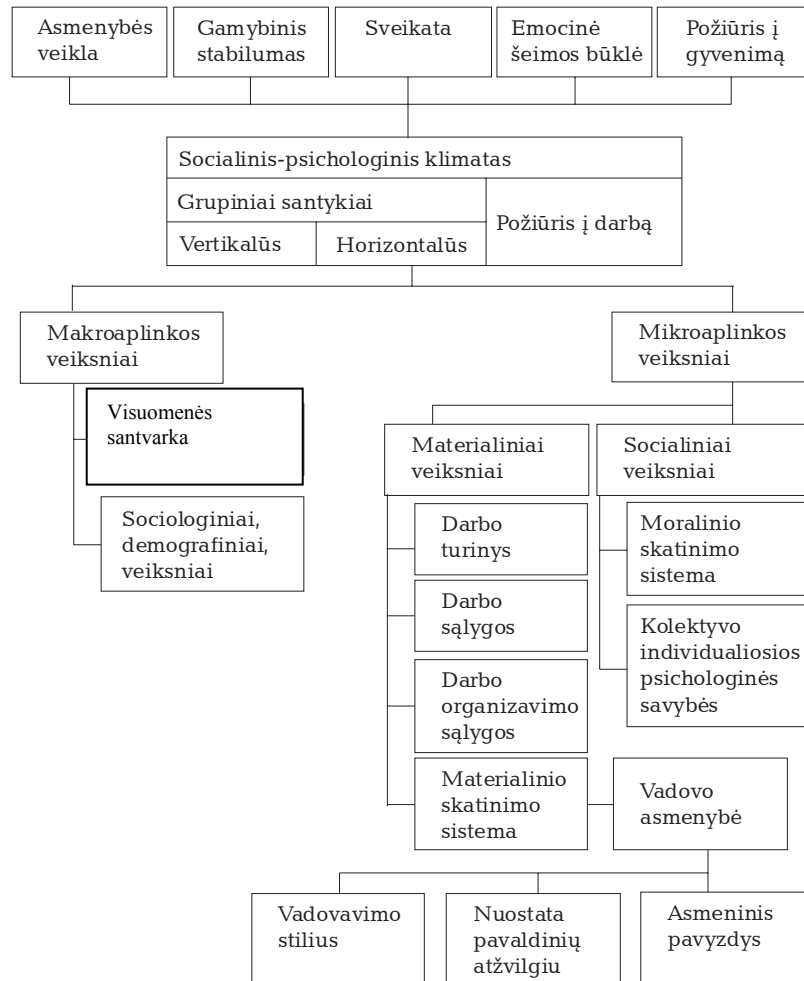 Asmenybės
veikla
Gamybinis
stabilumas
Sveikata
Emocinė
šeimos būklė
Požiūris į
gyvenimą
Socialinis-psichologinis klimatas
Grupiniai santykiai
Vertikalūs
Horizontalūs
Požiūris į darbą
Makroaplinkos
veiksniai
Mikroaplinkos
veiksniai
Visuomenės
santvarka
Sociologiniai,
demografiniai,
veiksniai
Materialiniai
veiksniai
Socialiniai
veiksniai
Darbo
turinys
Darbo
sąlygos
Darbo
organizavimo
sąlygos
Materialinio
skatinimo
sistema
Moralinio
skatinimo
sistema
Kolektyvo
individualiosios
psichologinės
savybės
Vadovo
asmenybė
Vadovavimo
stilius
Nuostata
pavaldinių
atžvilgiu
Asmeninis
pavyzdys